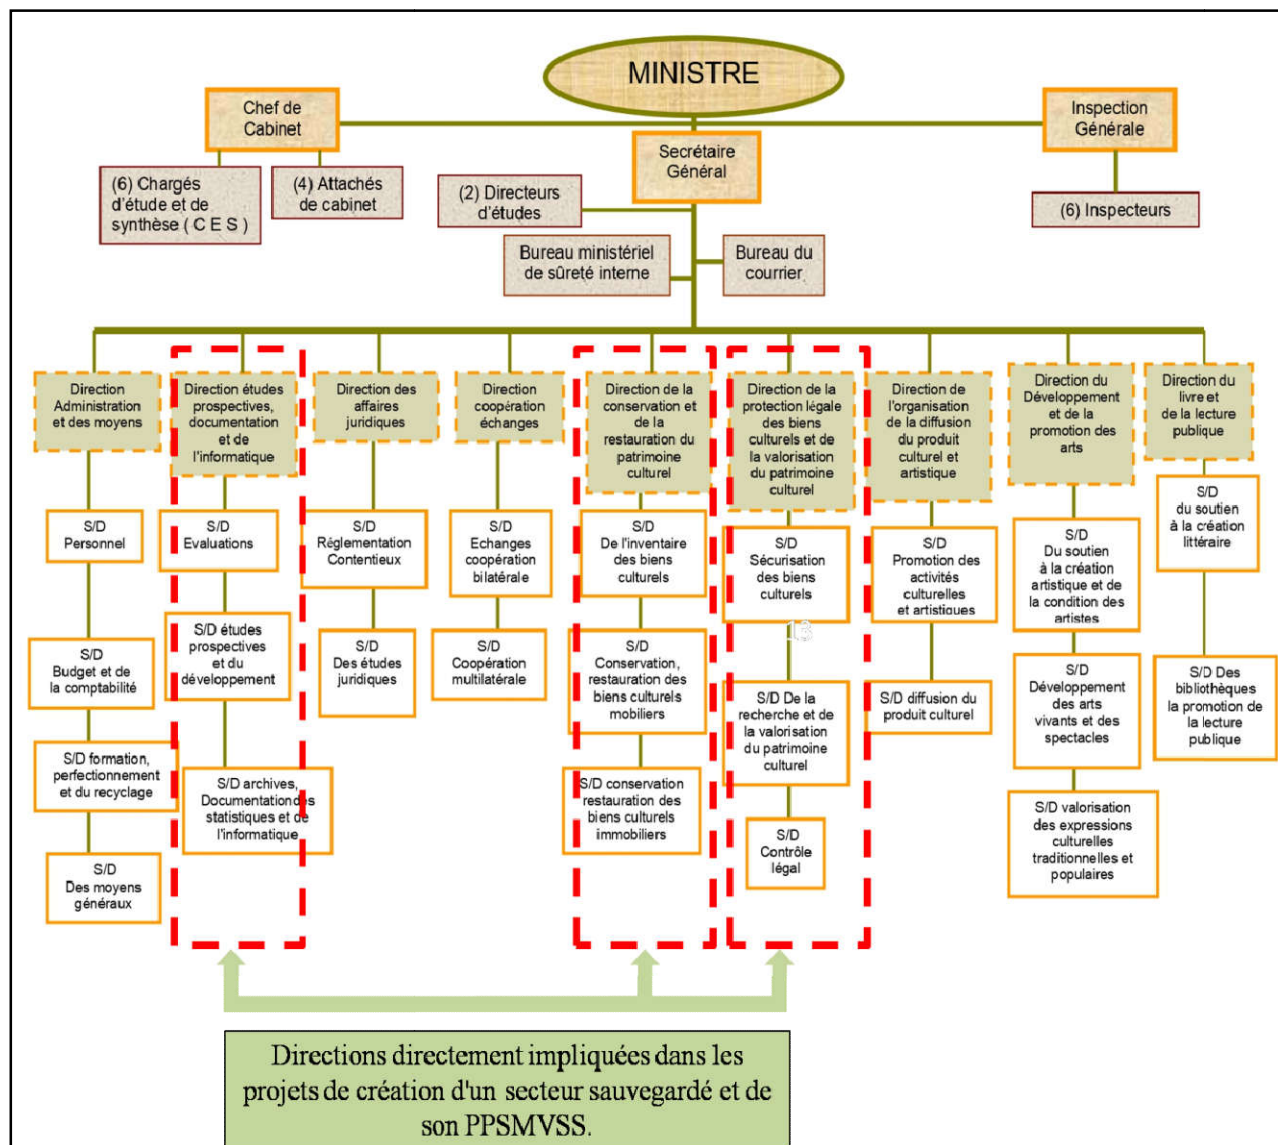 MINISTRE
Chef de
Cabinet
Inspection
Générale
Secrétaire
Général
(6) Chargés
d'étude et de
synthèse ( C E S )
(4) Attachés
de cabinet
(2) Directeurs
d'études
(6) Inspecteurs
Bureau ministériel
de sûreté interne
Bureau du
courrier
Direction
Administration
et des moyens
Direction études
prospectives,
documentation
et de
l'informatique
Direction des
affaires
juridiques
Direction
coopération
échanges
Direction de la
conservation et
de la
restauration du
patrimoine
culturel
Direction de la
protection légale
des biens
culturels et de
la valorisation
du patrimoine
culturel
Direction de
l'organisation
de la diffusion
du produit
culturel et
artistique
Direction du
Développement
et de la
promotion des
arts
Direction du
livre et
de la lecture
publique
S/D
Personnel
S/D
Budget et de
la comptabilité
S/D formation,
perfectionnement
et du recyclage
S/D
Des moyens
généraux
S/D
Evaluations
S/D études
prospectives
et du
développement
S/D archives,
Documentation des
statistiques et de
l'informatique
S/D
Réglementation
Contentieux
S/D
Des études
juridiques
S/D
Echanges
coopération
bilatérale
S/D
Coopération
multilatérale
S/D
De l'inventaire
des biens
culturels
S/D
Conservation,
restauration des
biens culturels
mobiliers
S/D conservation
restauration des
biens culturels
immobiliers
S/D
Sécurisation
des biens
culturels
13
S/D De la
recherche et de
la valorisation
du patrimoine
culturel
S/D
Contrôle
légal
S/D
Promotion des
activités
culturelles
et artistiques
S/D diffusion du
produit culturel
S/D
Du soutien
à la création
artistique et de
la condition des
artistes
S/D
Développement
des arts
vivants et des
spectacles
S/D valorisation
des expressions
culturelles
traditionnelles et
populaires
S/D
du soutien
à la création
littéraire
S/D Des
bibliothèques
la promotion de
la lecture
publique
Directions directement impliquées dans les
projets de création d'un secteur sauvegardé et de
son PPSMVSS.